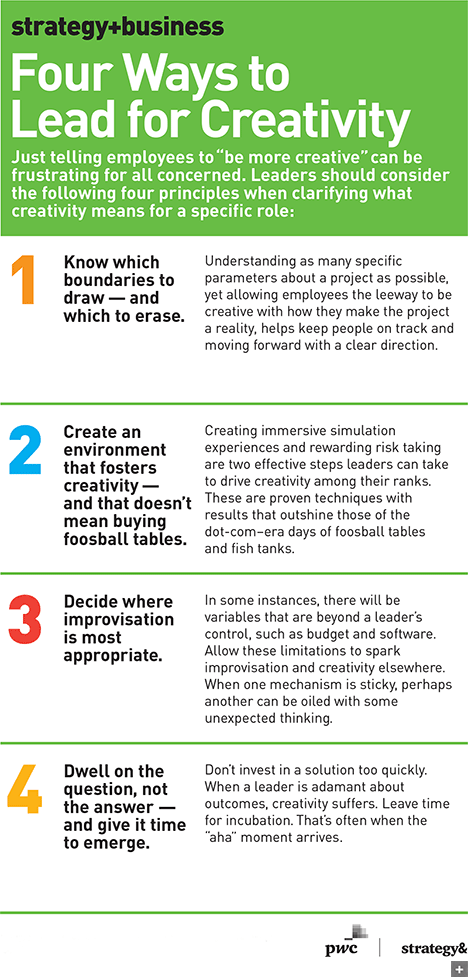 strategy+business
Four Ways to
Lead for Creativity
Just telling employees to “be more creative” can be
frustrating for all concerned. Leaders should consider
the following four principles when clarifying what
creativity means for a specific role:
1
Know which
boundaries to
draw — and
which to erase.
Understanding as many specific
parameters about a project as possible,
yet allowing employees the leeway to be
creative with how they make the project
a reality, helps keep people on track and
moving forward with a clear direction.
2
Create an
environment
that fosters
creativity —
and that doesn’t
mean buying
foosball tables.
Creating immersive simulation
experiences and rewarding risk taking
are two effective steps leaders can take
to drive creativity among their ranks.
These are proven techniques with
results that outshine those of the
dot-com–era days of foosball tables
and fish tanks.
3
Decide where
improvisation
is most
appropriate.
In some instances, there will be
variables that are beyond a leader’s
control, such as budget and software.
Allow these limitations to spark
improvisation and creativity elsewhere.
When one mechanism is sticky, perhaps
another can be oiled with some
unexpected thinking.
4
Dwell on the
question, not
the answer —
and give it time
to emerge.
Don’t invest in a solution too quickly.
When a leader is adamant about
outcomes, creativity suffers. Leave time
for incubation. That’s often when the
“aha” moment arrives.
pwc | strategy&
+